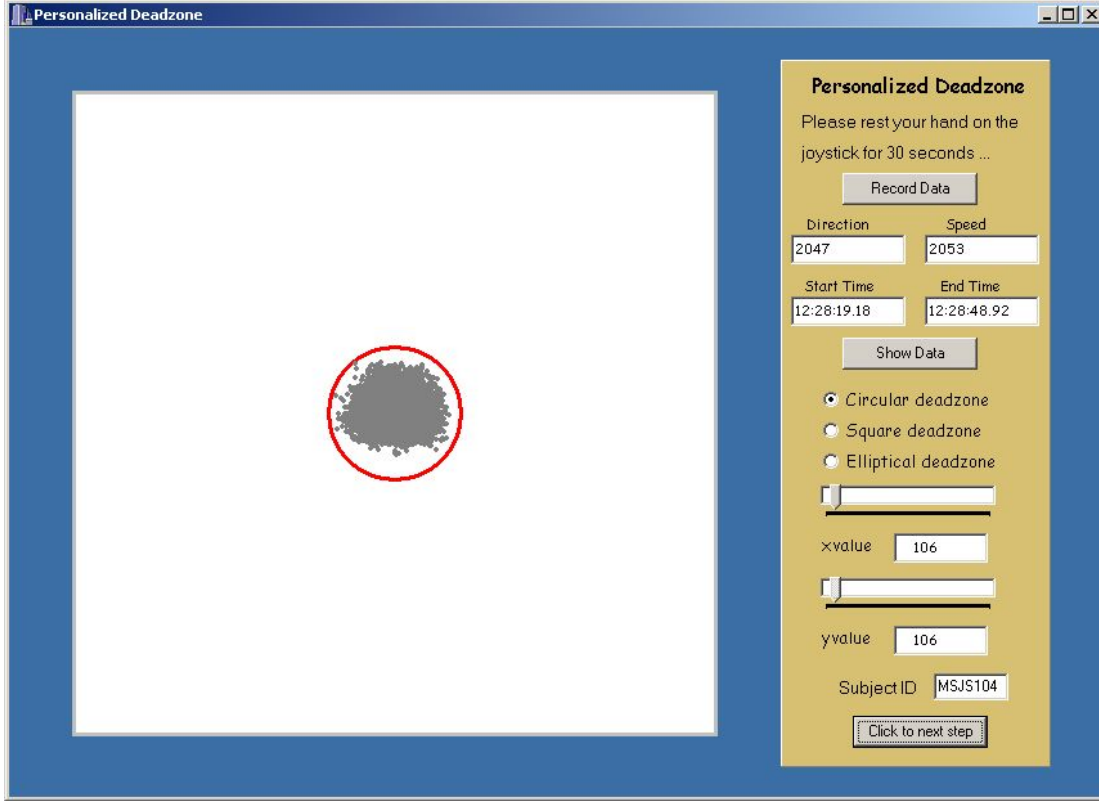 Personalized Deadzone
Personalized Deadzone
Please rest your hand on the
joystick for 30 seconds ...
Record Data
Direction Speed
2047 2053
Start Time End Time
12:28:19.18 12:28:48.92
Show Data
Circular deadzone
Square deadzone
Elliptical deadzone
xvalue 106
yvalue 106
Subject ID MSJS104
Click to next step